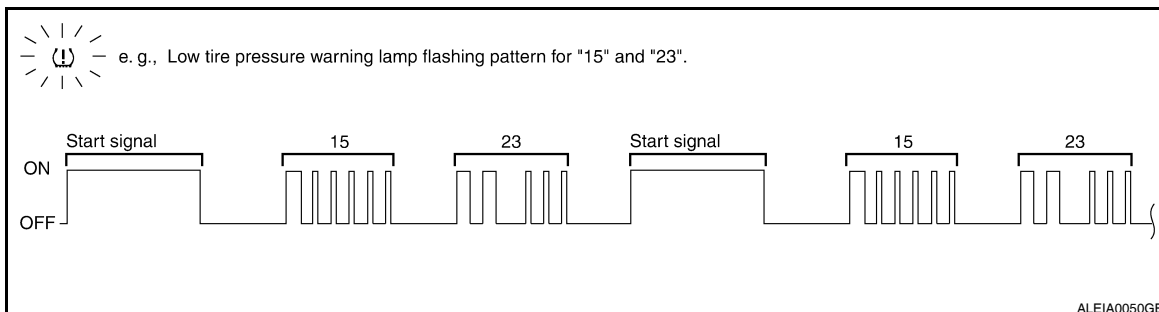 e. g., Low tire pressure warning lamp flashing pattern for "15" and "23".
Start signal 15 23 Start signal 15 23
ON
OFF
ALEIA0050GB